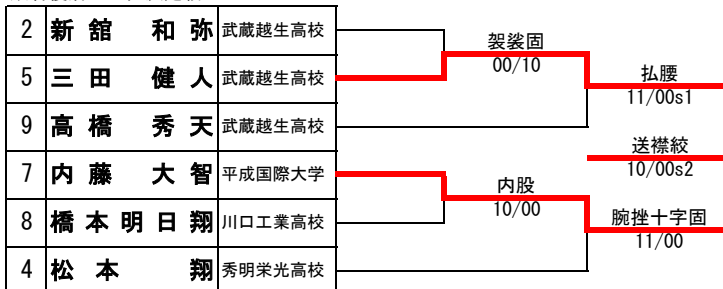 2 新舘 和弥 武蔵越生高校
5 三田 健人 武蔵越生高校
9 高橋 秀天 武蔵越生高校
7 内藤 大智 平成国際大学
8 橋本明日翔 川口工業高校
4 松本 翔 秀明栄光高校
袈裟固
00/10
払腰
11/00s1
送襟絞
10/00s2
内股
10/00
腕挫十字固
11/00